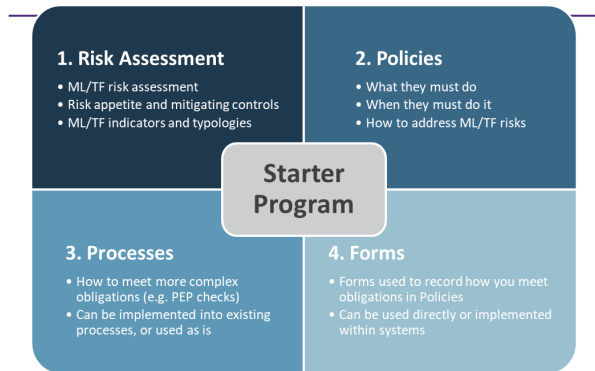 1. Risk Assessment
• ML/TF risk assessment
• Risk appetite and mitigating controls
• ML/TF indicators and typologies
2. Policies
• What they must do
• When they must do it
• How to address ML/TF risks
Starter
Program
3. Processes
• How to meet more complex
obligations (e.g. PEP checks)
• Can be implemented into existing
processes, or used as is
4. Forms
• Forms used to record how you meet
obligations in Policies
• Can be used directly or implemented
within systems